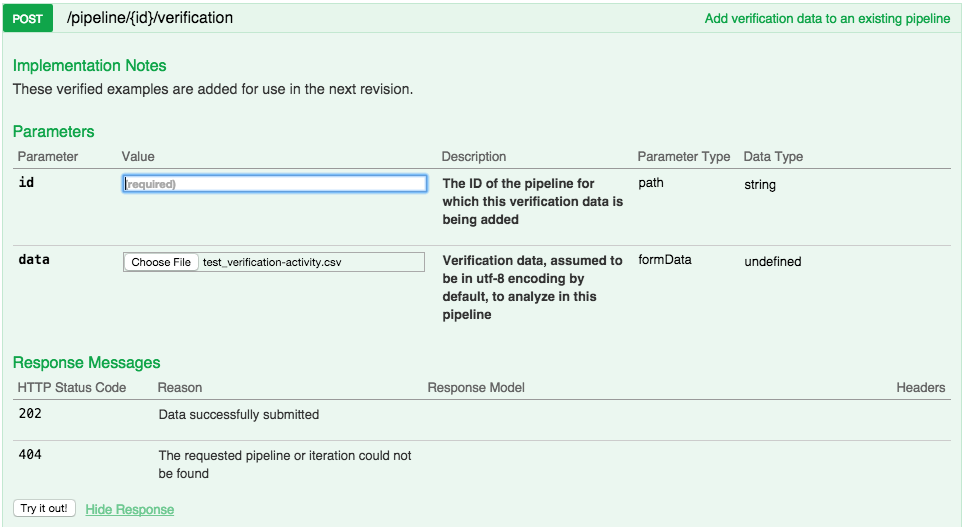 POST /pipeline/{id}/verification Add verification data to an existing pipeline
Implementation Notes
These verified examples are added for use in the next revision.
Parameters
Parameter Value Description Parameter Type Data Type
id (required) The ID of the pipeline for path string
which this verification data is
being added
data Choose File test_verification-activity.csv Verification data, assumed to formData undefined
be in utf-8 encoding by
default, to analyze in this
pipeline
Response Messages
HTTP Status Code Reason Response Model Headers
202 Data successfully submitted
404 The requested pipeline or iteration could not
be found
Try it out! Hide Response